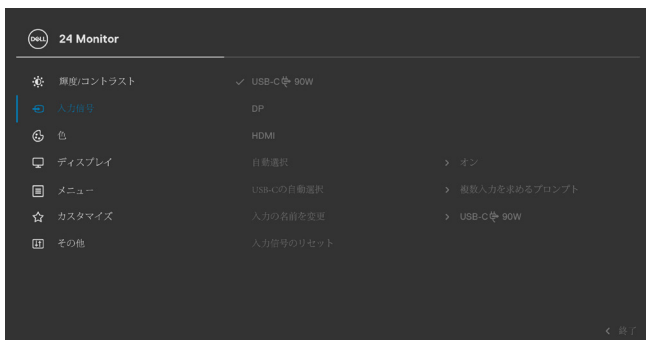 DELL
24 Monitor
輝度/コントラスト
✓ USB-C 90W
入力信号
DP
色
HDMI
ディスプレイ
自動選択 > オン
メニュー
USB-Cの自動選択 > 複数入力を求めるプロンプト
カスタマイズ
入力の名前を変更 > USB-C 90W
その他
入力信号のリセット
< 終了